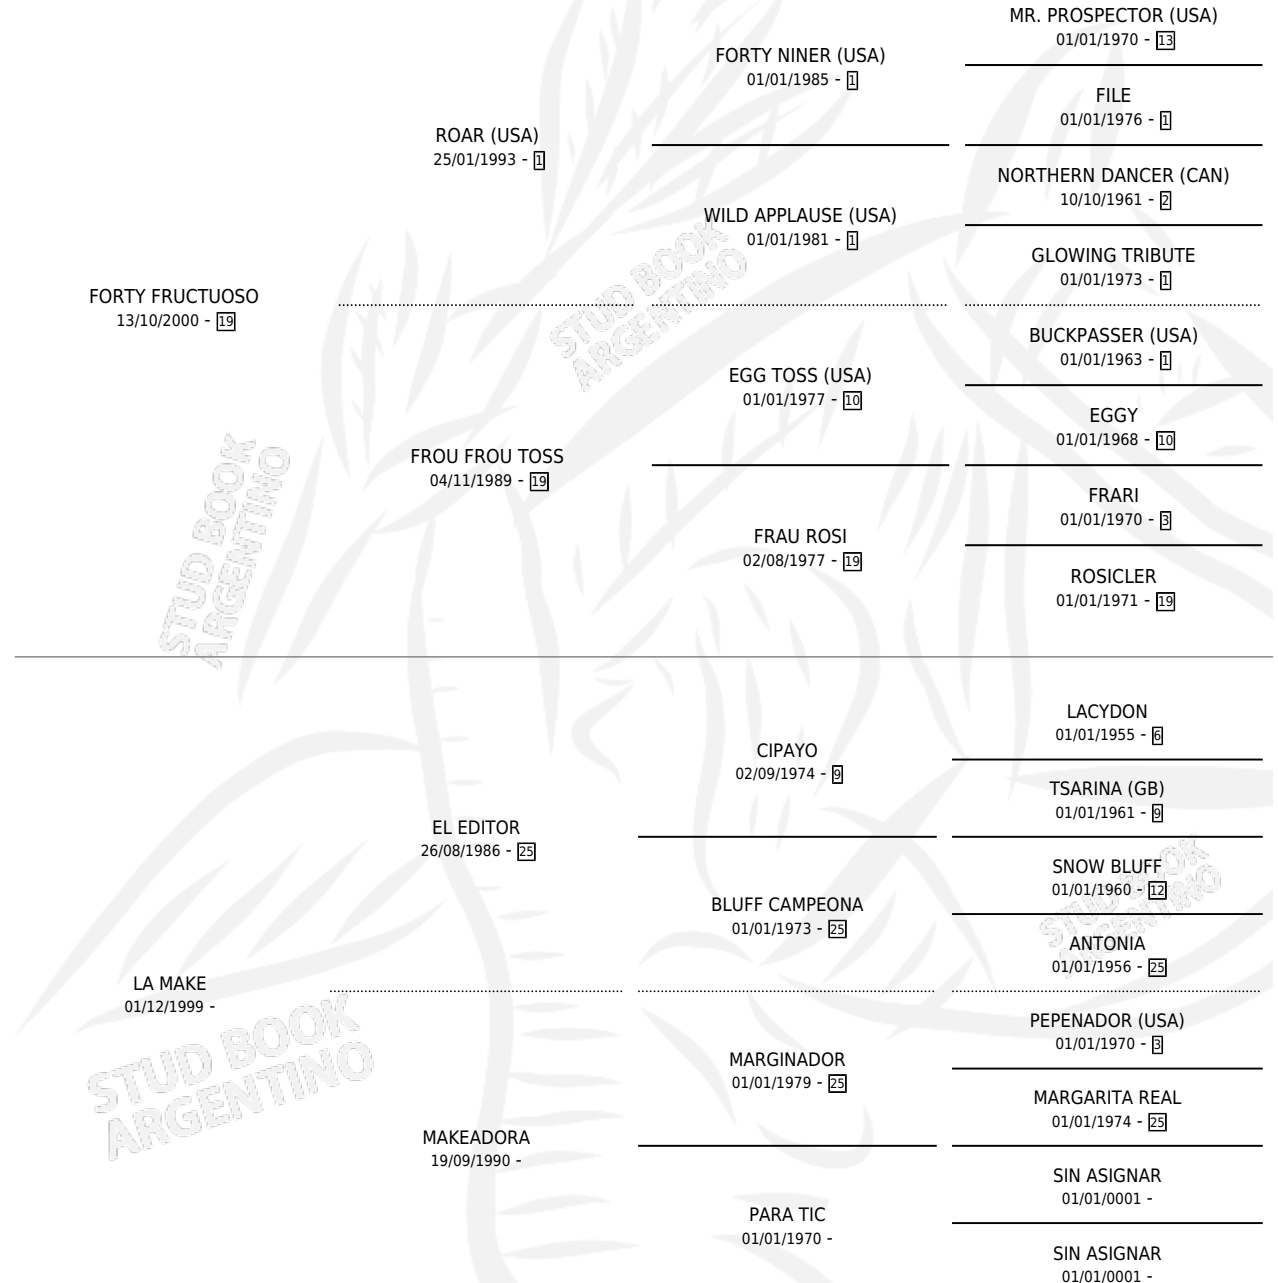 MR. PROSPECTOR (USA)
01/01/1970 - 13
FORTY NINER (USA)
01/01/1985 - 1
FILE
01/01/1976 - 1
ROAR (USA)
25/01/1993 - 1
NORTHERN DANCER (CAN)
10/10/1961 - 2
WILD APPLAUSE (USA)
01/01/1981 - 1
GLOWING TRIBUTE
01/01/1973 - 1
FORTY FRUCTUOSO
13/10/2000 - 19
BUCKPASSER (USA)
01/01/1963 - 1
EGG TOSS (USA)
01/01/1977 - 10
EGGY
01/01/1968 - 10
FROU FROU TOSS
04/11/1989 - 19
FRARI
01/01/1970 - 3
FRAU ROSI
02/08/1977 - 19
ROSICLER
01/01/1971 - 19
LACYDON
01/01/1955 - 6
CIPAYO
02/09/1974 - 9
TSARINA (GB)
01/01/1961 - 9
EL EDITOR
26/08/1986 - 25
SNOW BLUFF
01/01/1960 - 12
BLUFF CAMPEONA
01/01/1973 - 25
ANTONIA
01/01/1956 - 25
LA MAKE
01/12/1999 -
PEPENADOR (USA)
01/01/1970 - 3
MARGINADOR
01/01/1979 - 25
MARGARITA REAL
01/01/1974 - 25
MAKEADORA
19/09/1990 -
SIN ASIGNAR
01/01/0001 -
PARA TIC
01/01/1970 -
SIN ASIGNAR
01/01/0001 -
STUD BOOK
ARGENTINO
STUD BOOK
ARGENTINO
STUD BOOK
ARGENTINO
STUD BOOK
ARGENTINO